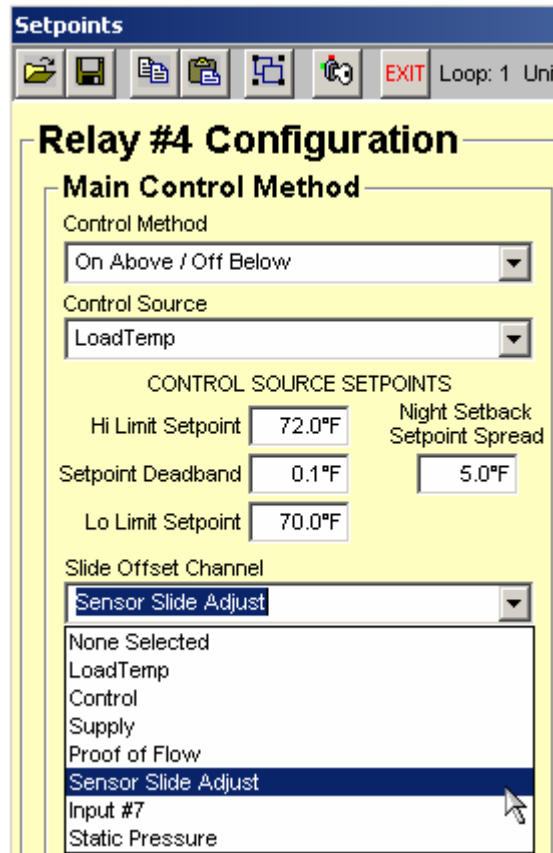 Setpoints
EXIT Loop: 1 Uni
Relay #4 Configuration
Main Control Method
Control Method
On Above / Off Below
Control Source
LoadTemp
CONTROL SOURCE SETPOINTS
Hi Limit Setpoint 72.0°F
Night Setback
Setpoint Spread
Setpoint Deadband 0.1°F 5.0°F
Lo Limit Setpoint 70.0°F
Slide Offset Channel
Sensor Slide Adjust
None Selected
LoadTemp
Control
Supply
Proof of Flow
Sensor Slide Adjust
Input #7
Static Pressure